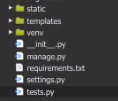 static
templates
venv
__init__.py
manage.py
requirements.txt
settings.py
tests.py